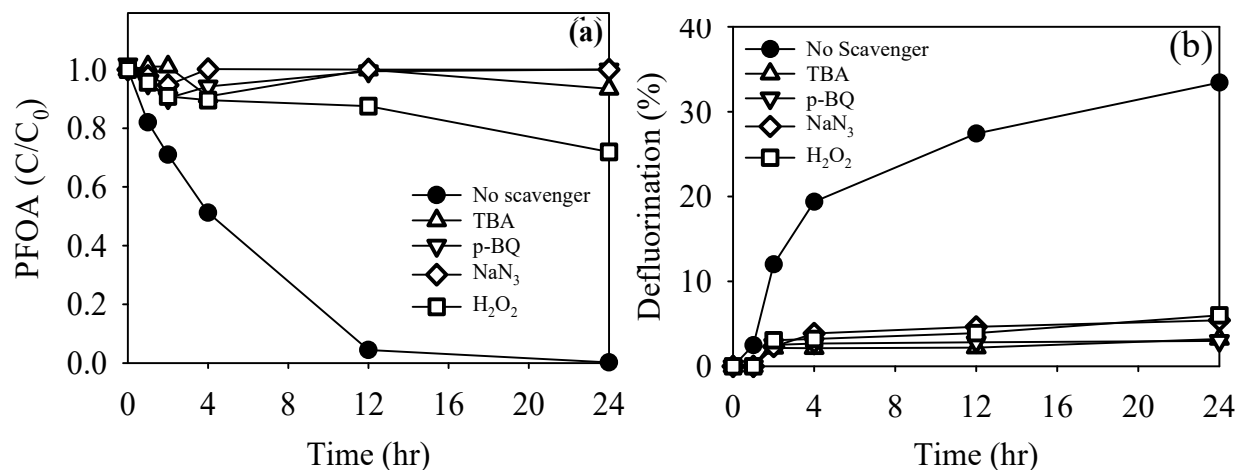 (a)
PFOA (C/C₀)
1.0
0.8
0.6
0.4
0.2
0.0
No scavenger
TBA
p-BQ
NaN₃
H₂O₂
0 4 8 12 16 20 24
Time (hr)
(b)
Defluorination (%)
40
30
20
10
0
No Scavenger
TBA
p-BQ
NaN₃
H₂O₂
0 4 8 12 16 20 24
Time (hr)